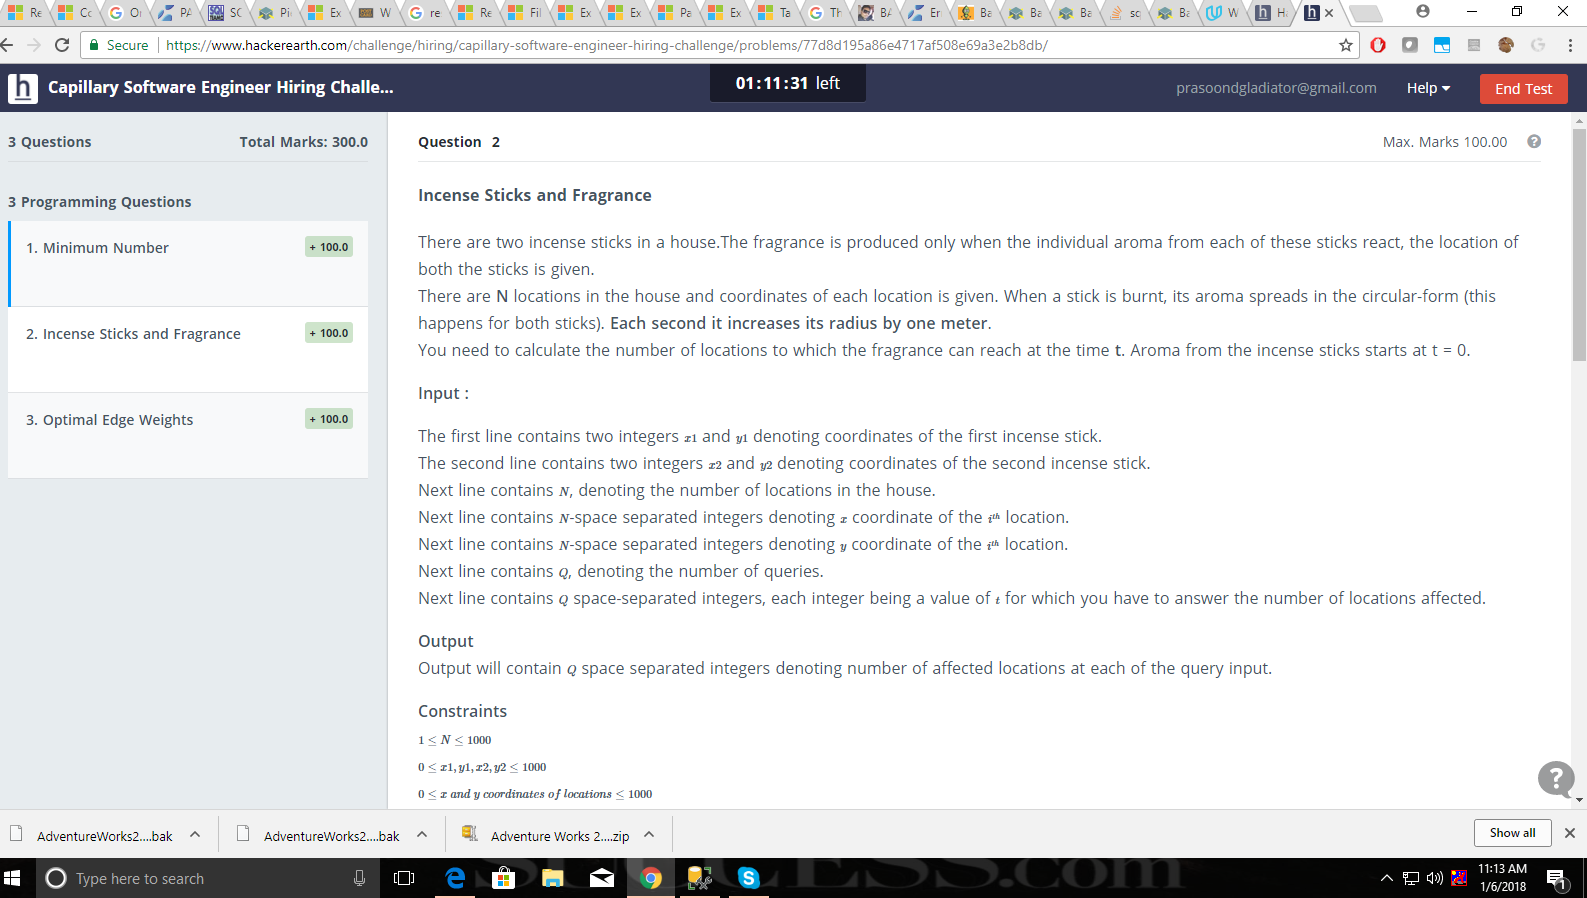 Re
Cc
O
PA
SC
Pi
Ex
W
re
Re
Fil
Ex
Ex
Pa
Ex
Ta
Th
BA
Er
Ba
Ba
Ba
sc
Ba
W
H
Secure https://www.hackerearth.com/challenge/hiring/capillary-software-engineer-hiring-challenge/problems/77d8d195a86e4717af508e69a3e2b8db/
h Capillary Software Engineer Hiring Challe... 01:11:31 left prasoondgladiator@gmail.com Help End Test
3 Questions Total Marks: 300.0
3 Programming Questions
1. Minimum Number + 100.0
2. Incense Sticks and Fragrance + 100.0
3. Optimal Edge Weights + 100.0
Question 2 Max. Marks 100.00 ?
Incense Sticks and Fragrance
There are two incense sticks in a house.The fragrance is produced only when the individual aroma from each of these sticks react, the location of
both the sticks is given.
There are N locations in the house and coordinates of each location is given. When a stick is burnt, its aroma spreads in the circular-form (this
happens for both sticks). Each second it increases its radius by one meter.
You need to calculate the number of locations to which the fragrance can reach at the time t. Aroma from the incense sticks starts at t = 0.
Input :
The first line contains two integers x1 and y1 denoting coordinates of the first incense stick.
The second line contains two integers x2 and y2 denoting coordinates of the second incense stick.
Next line contains N, denoting the number of locations in the house.
Next line contains N-space separated integers denoting x coordinate of the ith location.
Next line contains N-space separated integers denoting y coordinate of the ith location.
Next line contains Q, denoting the number of queries.
Next line contains Q space-separated integers, each integer being a value of t for which you have to answer the number of locations affected.
Output
Output will contain Q space separated integers denoting number of affected locations at each of the query input.
Constraints
1 ≤ N ≤ 1000
0 ≤ x1, y1, x2, y2 ≤ 1000
0 ≤ x and y coordinates of locations ≤ 1000
?
AdventureWorks2....bak AdventureWorks2....bak Adventure Works 2....zip Show all
Type here to search
SUCCESS.com
11:13 AM
1/6/2018
1